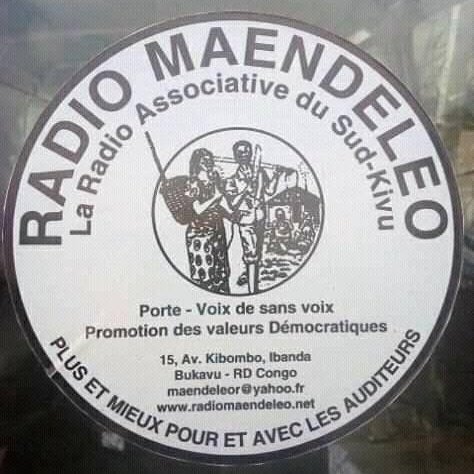 RADIO MAENDELEO
La Radio Associative du Sud-Kivu
Porte - Voix de sans voix
Promotion des valeurs Démocratiques
15, Av. Kibombo, Ibanda
Bukavu - RD Congo
maendeleor@yahoo.fr
www.radiomaendeleo.net
PLUS ET MIEUX POUR ET AVEC LES AUDITEURS